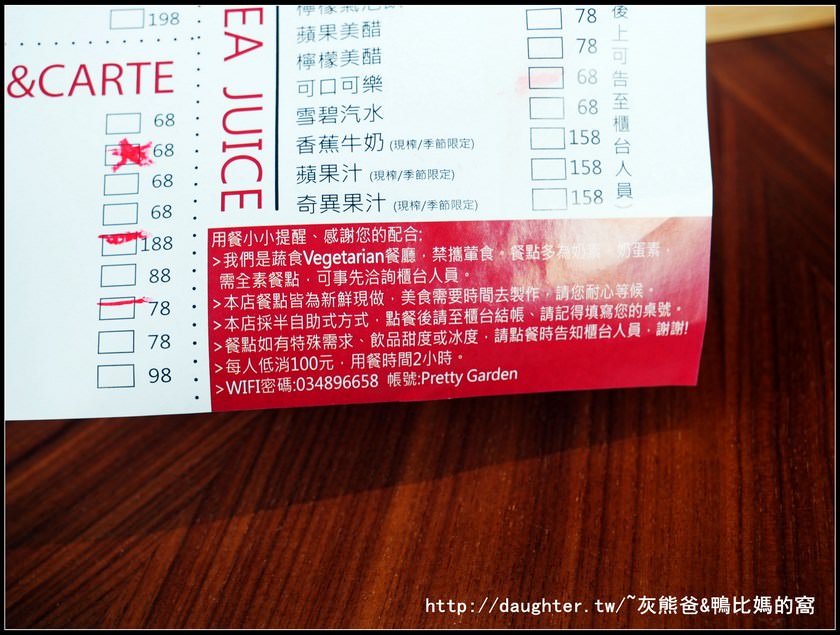 198
&CARTE
68
68
68
68
188
88
78
78
98
EA JUICE
檸檬氣泡飲
蘋果美醋 78
檸檬美醋 78
可口可樂 68
雪碧汽水 68
香蕉牛奶 (現榨/季節限定) 158
蘋果汁 (現榨/季節限定) 158
奇異果汁 (現榨/季節限定) 158
後上可告至櫃台人員)
用餐小小提醒、感謝您的配合:
>我們是蔬食Vegetarian餐廳，禁攜葷食。餐點多為奶素、奶蛋素，
需全素餐點，可事先洽詢櫃台人員。
>本店餐點皆為新鮮現做，美食需要時間去製作，請您耐心等候。
>本店採半自助式方式，點餐後請至櫃台結帳、請記得填寫您的桌號。
>餐點如有特殊需求、飲品甜度或冰度，請點餐時告知櫃台人員，謝謝!
>每人低消100元，用餐時間2小時。
>WIFI密碼:034896658 帳號:Pretty Garden
http://daughter.tw/~灰熊爸&鴨比媽的窩